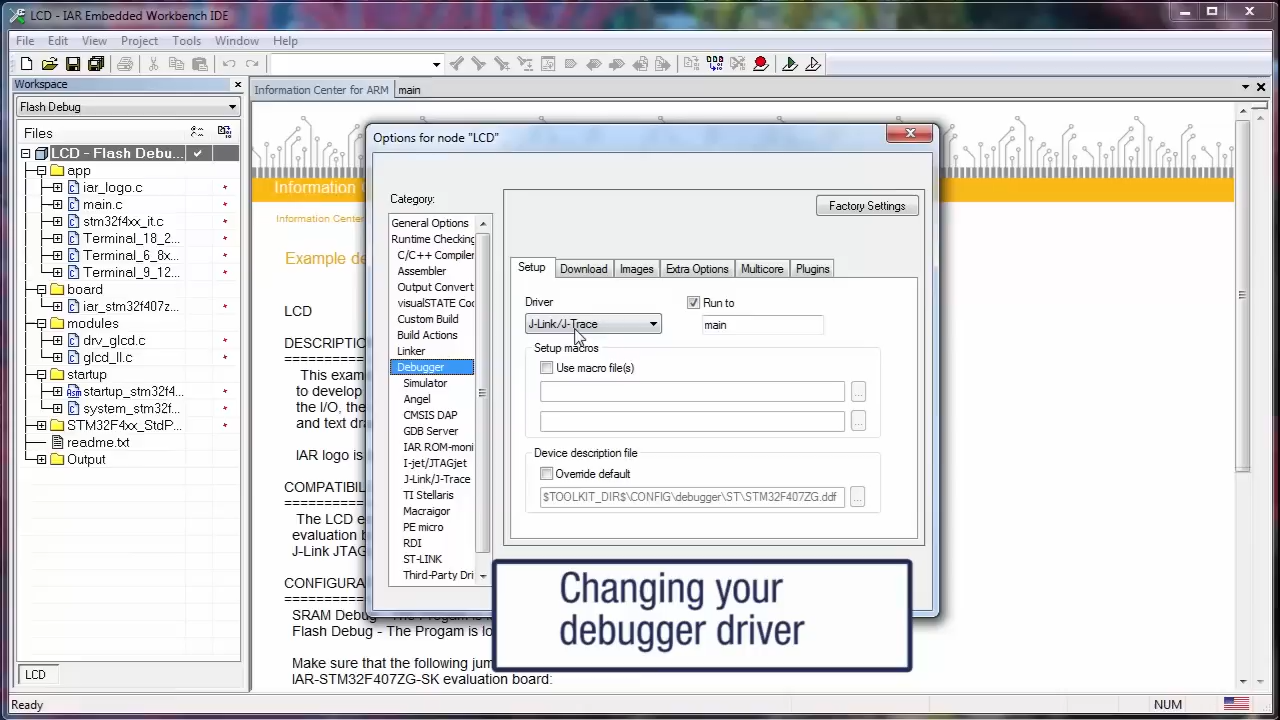 LCD - IAR Embedded Workbench IDE
File Edit View Project Tools Window Help
Workspace
Information Center for ARM main
Flash Debug
Files
LCD - Flash Debu...
app
iar_logo.c
main.c
stm32f4xx_it.c
Terminal_18_2...
Terminal_6_8x...
Terminal_9_12...
board
iar_stm32f407z...
modules
drv_glcd.c
glcd_ll.c
startup
startup_stm32f4...
system_stm32f...
STM32F4xx_StdP...
readme.txt
Output
LCD
Information C
Information Center
Example de
LCD
DESCRIPTIO
===========
This exam
to develop
the I/O, the
and text dra
IAR logo is
COMPATIBI
===========
The LCD e
evaluation b
J-Link JTAG
CONFIGURA
===========
SRAM Debug - The Progam is lo
Flash Debug - The Progam is lo
Make sure that the following jum
IAR-STM32F407ZG-SK evaluation board:
Options for node "LCD"
Category:
General Options
Runtime Checking
C/C++ Compiler
Assembler
Output Convert
visualSTATE Coo
Custom Build
Build Actions
Linker
Debugger
Simulator
Angel
CMSIS DAP
GDB Server
IAR ROM-moni
I-jet/JTAGjet
J-Link/J-Trace
TI Stellaris
Macraigor
PE micro
RDI
ST-LINK
Third-Party Dri
Factory Settings
Setup Download Images Extra Options Multicore Plugins
Driver
J-Link/J-Trace
Run to
main
Setup macros
Use macro file(s)
...
...
Device description file
Override default
$TOOLKIT_DIR$\CONFIG\debugger\ST\STM32F407ZG.ddf
...
Changing your
debugger driver
Ready
NUM